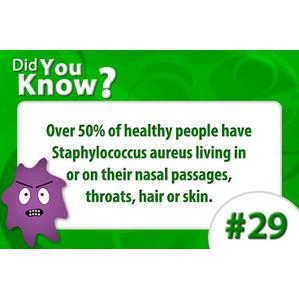 Did You
Know?
Over 50% of healthy people have
Staphylococcus aureus living in
or on their nasal passages,
throats, hair or skin.
#29